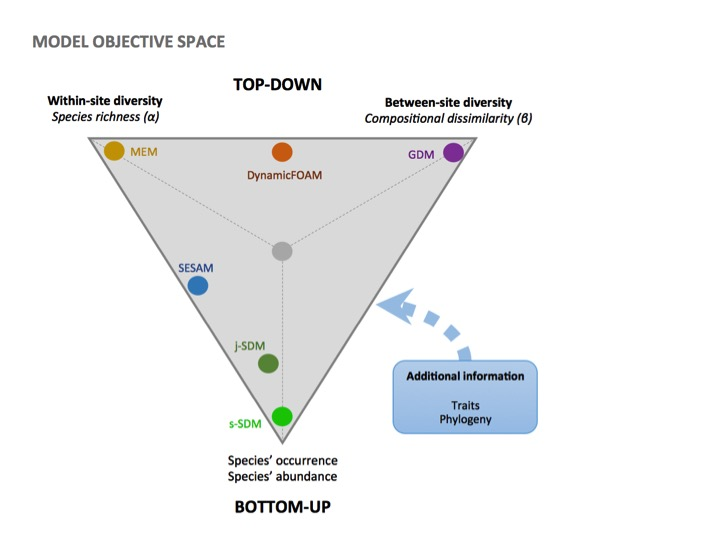 MODEL OBJECTIVE SPACE
TOP-DOWN
Within-site diversity
Species richness (α)
Between-site diversity
Compositional dissimilarity (β)
MEM
DynamicFOAM
GDM
SESAM
j-SDM
s-SDM
Additional information
Traits
Phylogeny
Species' occurrence
Species' abundance
BOTTOM-UP